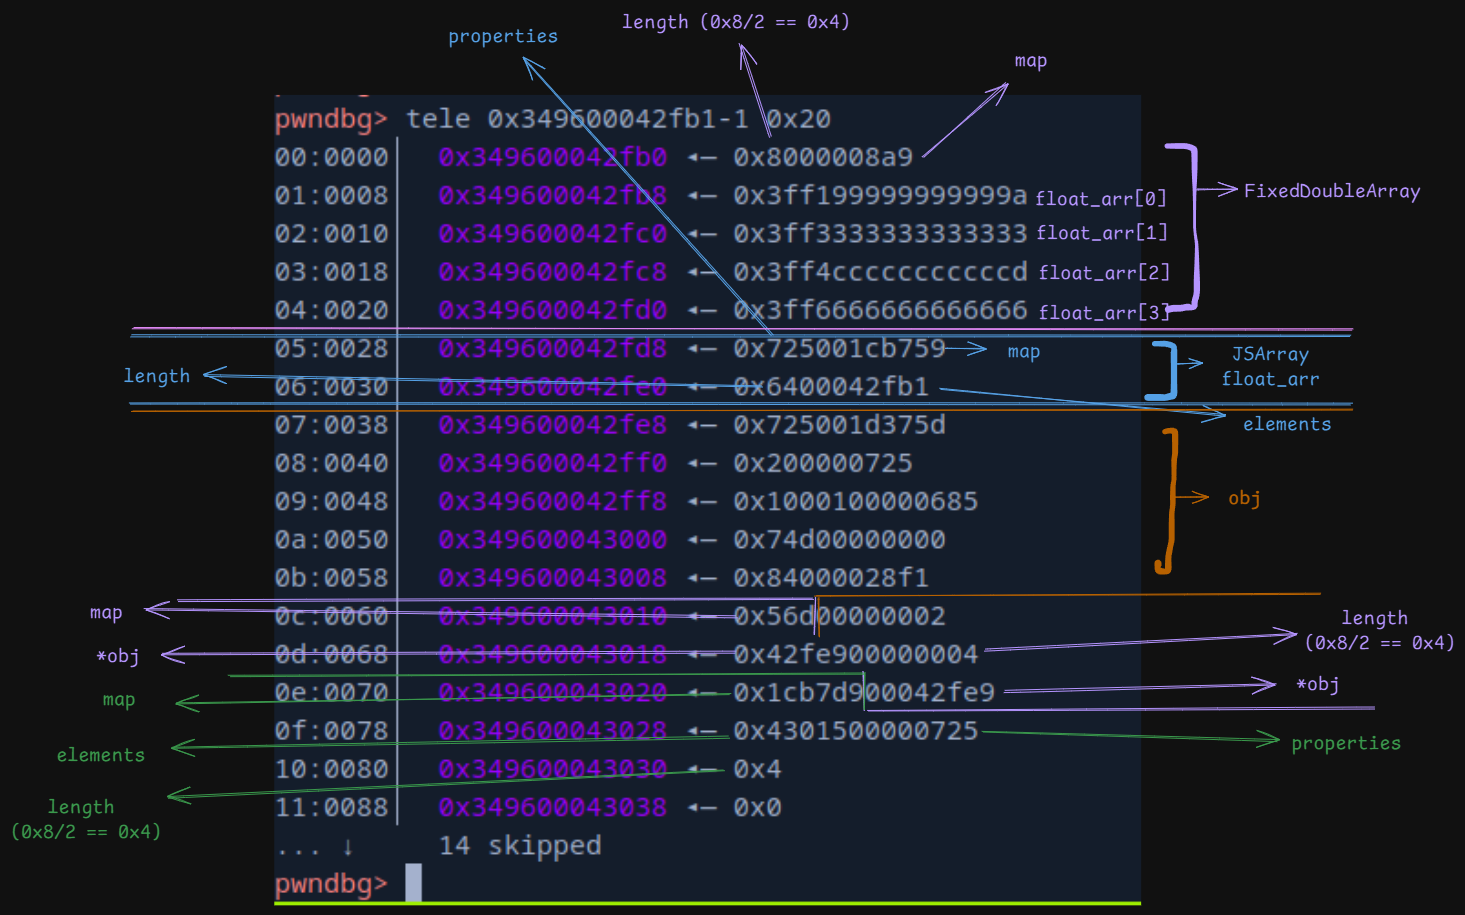 length (0x8/2 == 0x4)
properties
map
pwndbg> tele 0x349600042fb1-1 0x20
00:0000│ 0x349600042fb0 ◂— 0x8000008a9
01:0008│ 0x349600042fb8 ◂— 0x3ff199999999999a float_arr[0]
FixedDoubleArray
02:0010│ 0x349600042fc0 ◂— 0x3ff3333333333333 float_arr[1]
03:0018│ 0x349600042fc8 ◂— 0x3ff4cccccccccccd float_arr[2]
04:0020│ 0x349600042fd0 ◂— 0x3ff6666666666666 float_arr[3]
05:0028│ 0x349600042fd8 ◂— 0x725001cb759 map
JSArray
float_arr
length
06:0030│ 0x349600042fe0 ◂— 0x6400042fb1
elements
07:0038│ 0x349600042fe8 ◂— 0x725001d375d
08:0040│ 0x349600042ff0 ◂— 0x200000725
09:0048│ 0x349600042ff8 ◂— 0x1000100000685
obj
0a:0050│ 0x349600043000 ◂— 0x74d00000000
0b:0058│ 0x349600043008 ◂— 0x84000028f1
map
0c:0060│ 0x349600043010 ◂— 0x56d00000002
length
(0x8/2 == 0x4)
*obj
0d:0068│ 0x349600043018 ◂— 0x42fe900000004
map
0e:0070│ 0x349600043020 ◂— 0x1cb7d900042fe9
*obj
elements
0f:0078│ 0x349600043028 ◂— 0x4301500000725
properties
10:0080│ 0x349600043030 ◂— 0x4
length
(0x8/2 == 0x4)
11:0088│ 0x349600043038 ◂— 0x0
... ↓ 14 skipped
pwndbg>